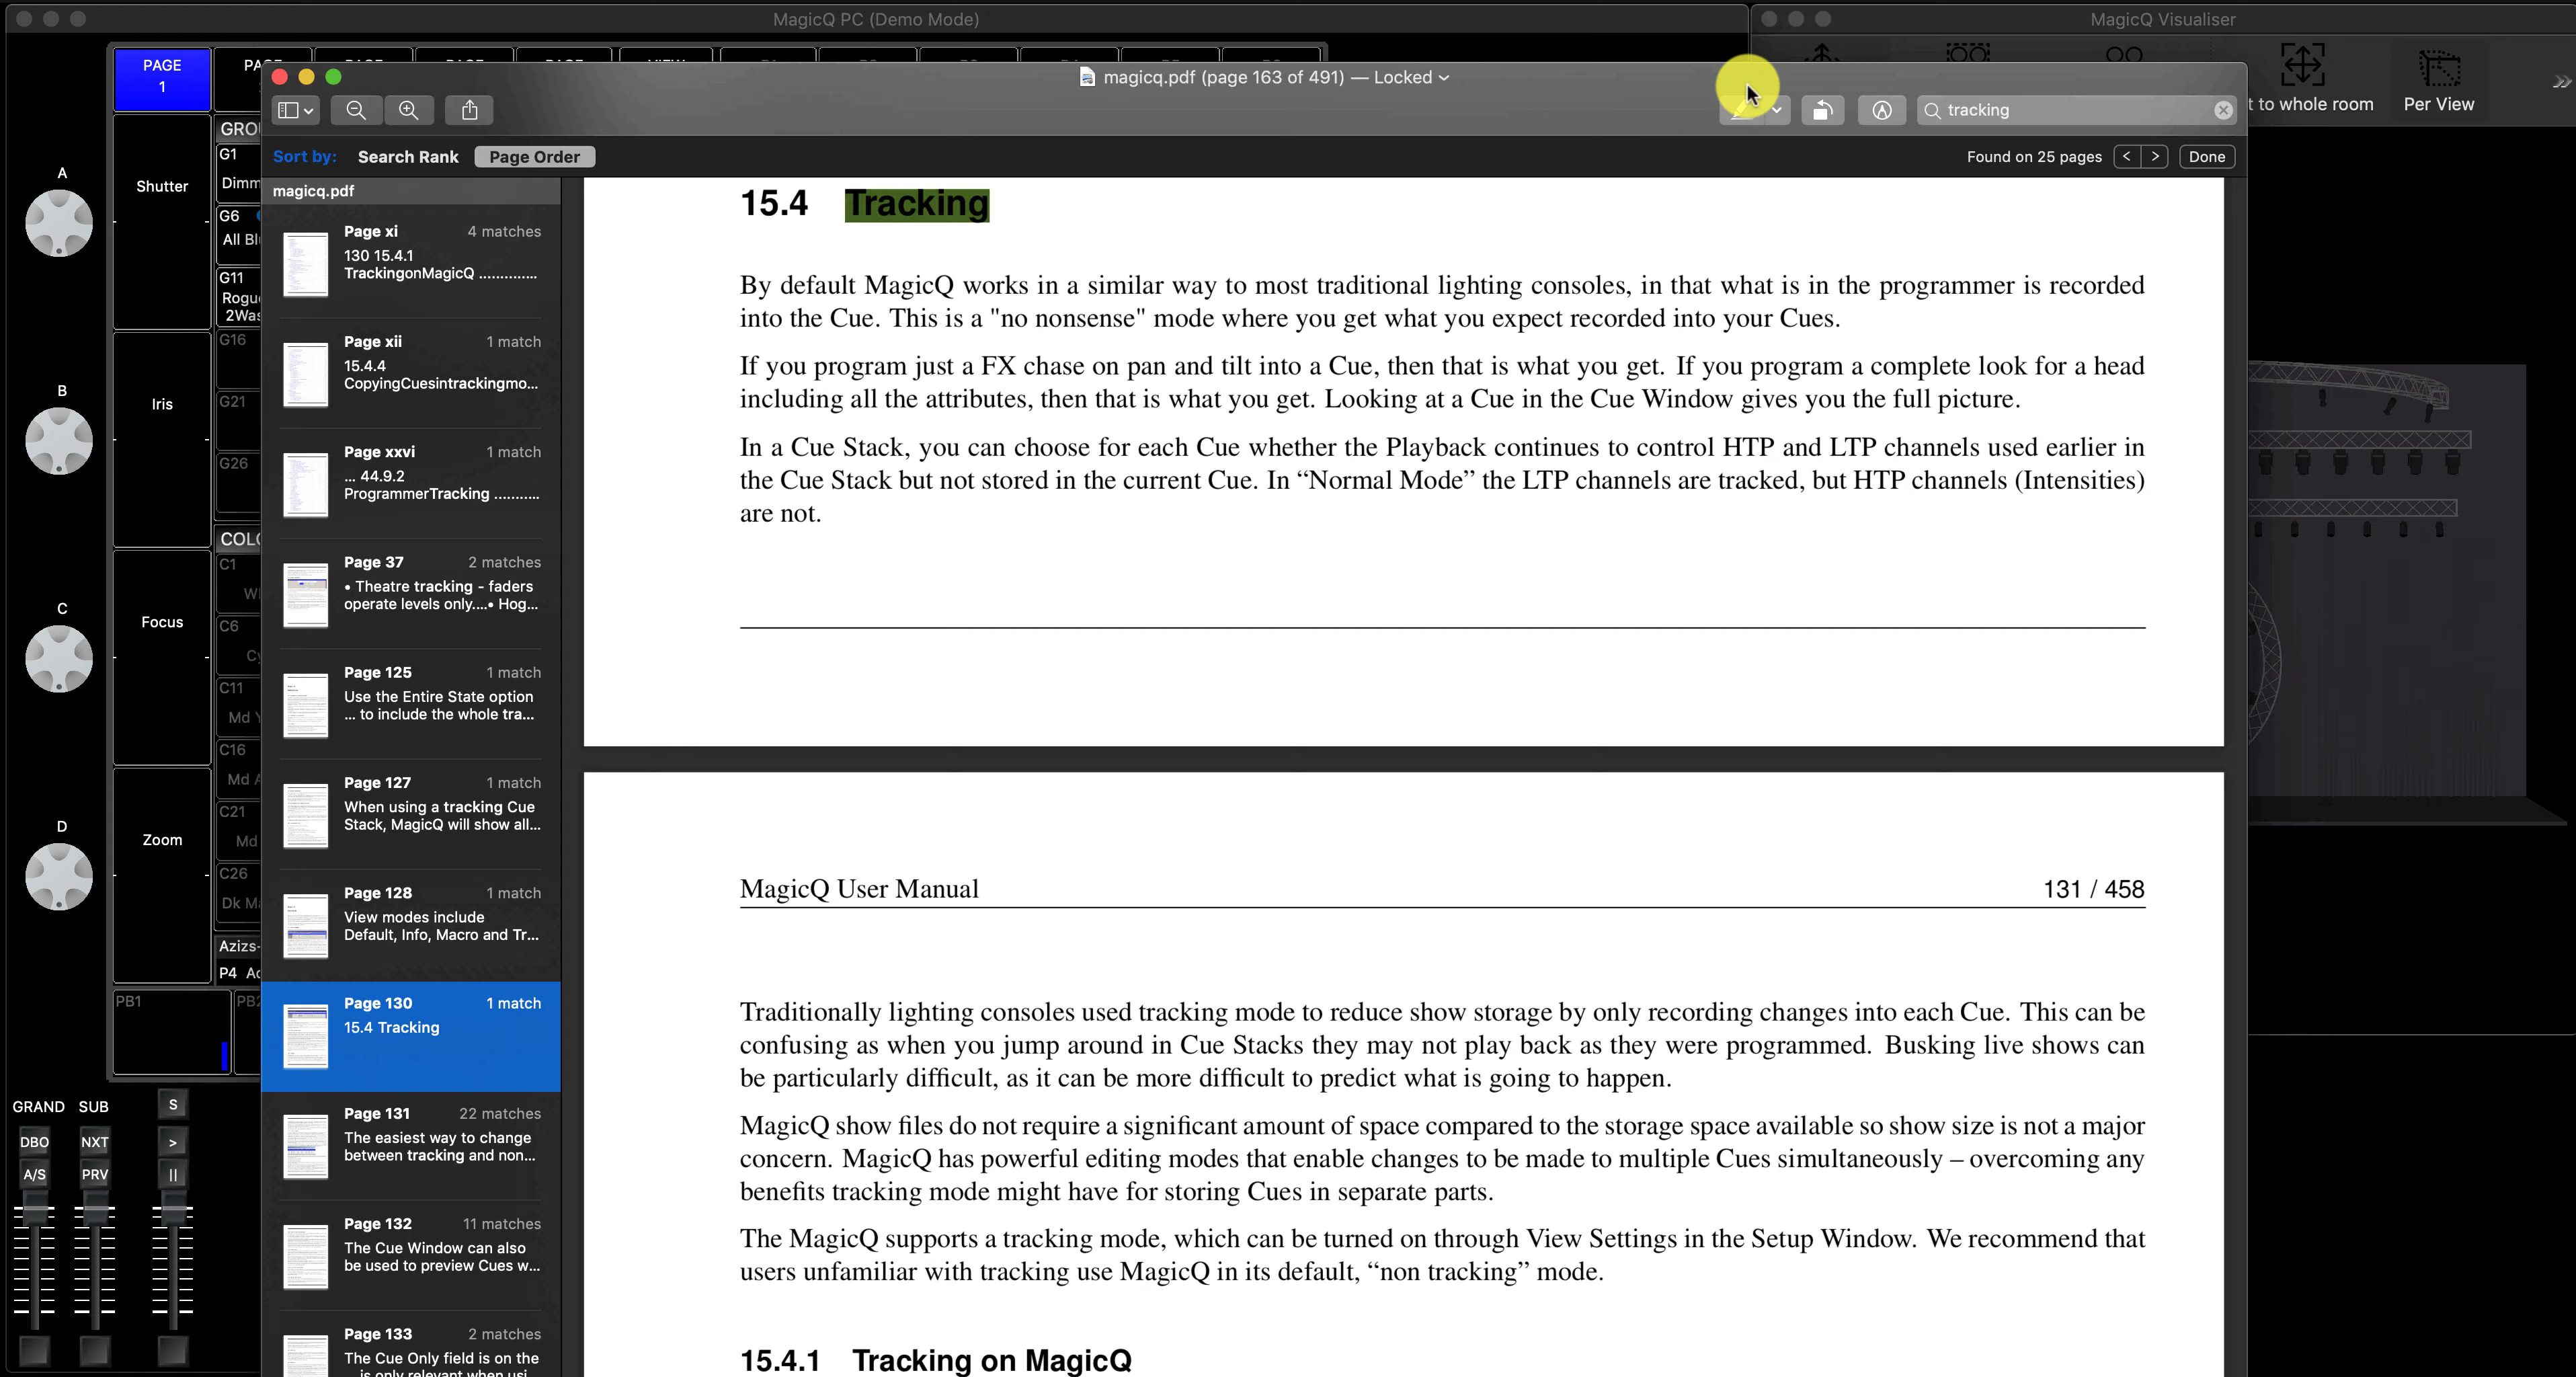 MagicQ PC (Demo Mode)
MagicQ Visualiser
PAGE
1
magicq.pdf (page 163 of 491) — Locked
tracking
t to whole room
Per View
Sort by:
Search Rank
Page Order
Found on 25 pages
<
>
Done
magicq.pdf
Page xi
4 matches
130 15.4.1
TrackingonMagicQ ..............
Page xii
1 match
15.4.4
CopyingCuesintrackingmo...
Page xxvi
1 match
... 44.9.2
ProgrammerTracking ...........
Page 37
2 matches
• Theatre tracking - faders
operate levels only....• Hog...
Page 125
1 match
Use the Entire State option
... to include the whole tra...
Page 127
1 match
When using a tracking Cue
Stack, MagicQ will show all...
Page 128
1 match
View modes include
Default, Info, Macro and Tr...
Page 130
1 match
15.4 Tracking
Page 131
22 matches
The easiest way to change
between tracking and non...
Page 132
11 matches
The Cue Window can also
be used to preview Cues w...
Page 133
2 matches
The Cue Only field is on the
15.4 Tracking
By default MagicQ works in a similar way to most traditional lighting consoles, in that what is in the programmer is recorded
into the Cue. This is a "no nonsense" mode where you get what you expect recorded into your Cues.
If you program just a FX chase on pan and tilt into a Cue, then that is what you get. If you program a complete look for a head
including all the attributes, then that is what you get. Looking at a Cue in the Cue Window gives you the full picture.
In a Cue Stack, you can choose for each Cue whether the Playback continues to control HTP and LTP channels used earlier in
the Cue Stack but not stored in the current Cue. In “Normal Mode” the LTP channels are tracked, but HTP channels (Intensities)
are not.
MagicQ User Manual
131 / 458
Traditionally lighting consoles used tracking mode to reduce show storage by only recording changes into each Cue. This can be
confusing as when you jump around in Cue Stacks they may not play back as they were programmed. Busking live shows can
be particularly difficult, as it can be more difficult to predict what is going to happen.
MagicQ show files do not require a significant amount of space compared to the storage space available so show size is not a major
concern. MagicQ has powerful editing modes that enable changes to be made to multiple Cues simultaneously – overcoming any
benefits tracking mode might have for storing Cues in separate parts.
The MagicQ supports a tracking mode, which can be turned on through View Settings in the Setup Window. We recommend that
users unfamiliar with tracking use MagicQ in its default, “non tracking” mode.
15.4.1 Tracking on MagicQ
A
Shutter
B
Iris
C
Focus
D
Zoom
GROU
G1
Dimm
G6
All Bl
G11
Rogu
2Was
G16
G21
G26
COLO
C1
Wi
C6
Cy
C11
Md Y
C16
Md A
C21
Md
C26
Dk Ma
Azizs-
P4 Ac
PB1
PB2
GRAND
SUB
S
DBO
NXT
>
A/S
PRV
||